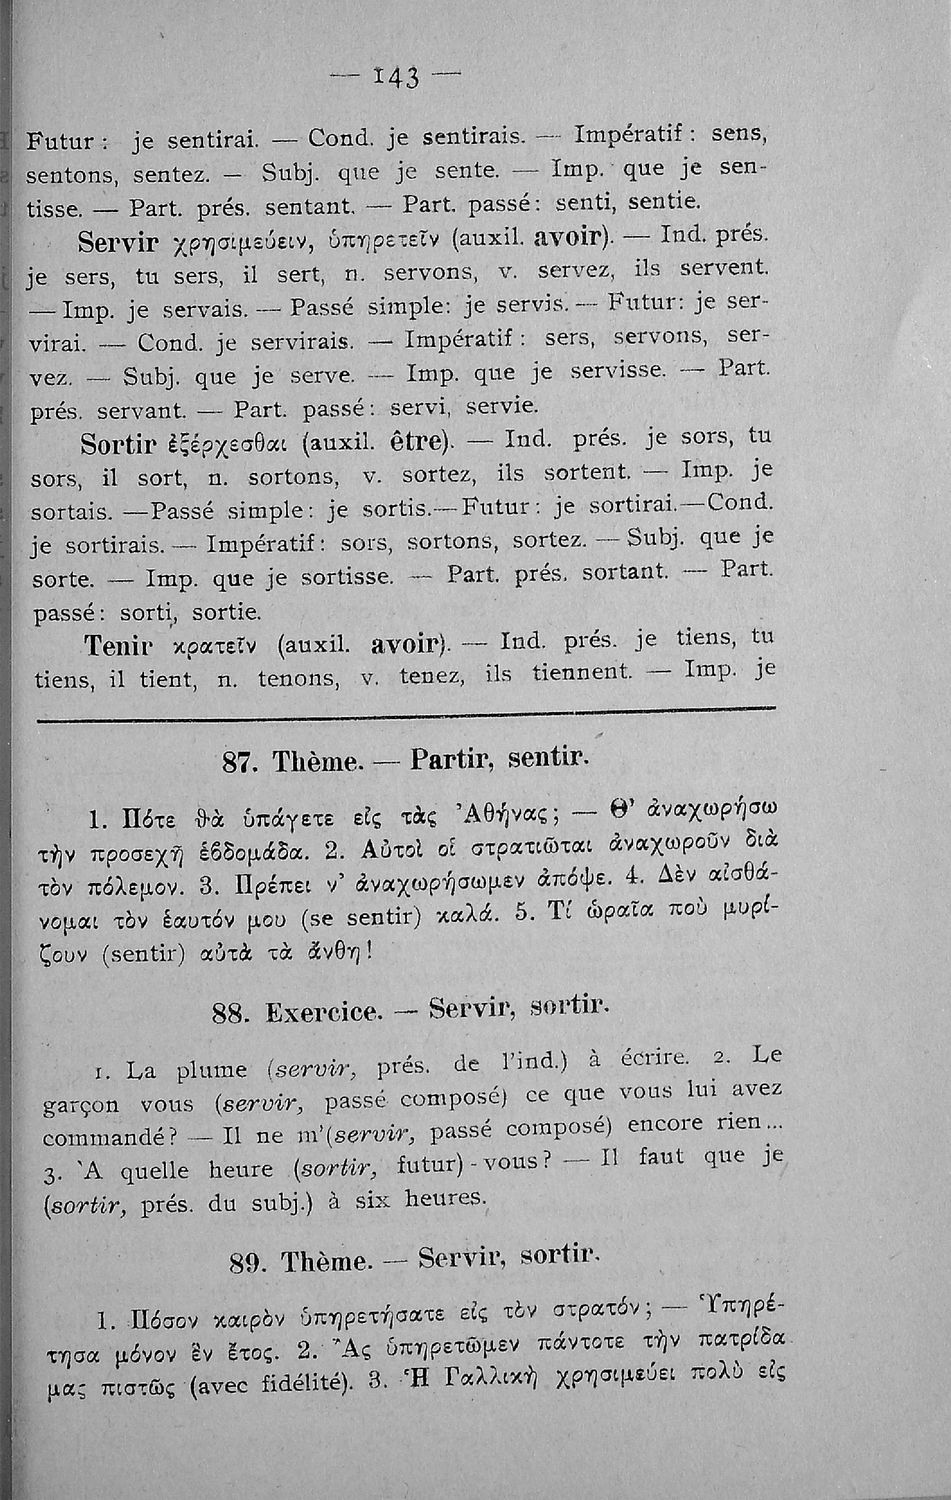 — 143 —
Futur : je sentirai. — Cond. je sentirais. — Impératif : sens,
sentons, sentez. — Subj. que je sente. — Imp. que je sen-
tisse. — Part. prés. sentant. — Part. passé : senti, sentie.
Servir χρησιμεύειν, ὑπηρετεῖν (auxil. avoir). — Ind. prés.
je sers, tu sers, il sert, n. servons, v. servez, ils servent.
— Imp. je servais. — Passé simple: je servis. — Futur: je ser-
virai. — Cond. je servirais. — Impératif : sers, servons, ser-
vez. — Subj. que je serve. — Imp. que je servisse. — Part.
prés. servant. — Part. passé : servi, servie.
Sortir ἐξέρχεσθαι (auxil. être). — Ind. prés. je sors, tu
sors, il sort, n. sortons, v. sortez, ils sortent. — Imp. je
sortais. —Passé simple : je sortis.—Futur : je sortirai.—Cond.
je sortirais. — Impératif : sors, sortons, sortez. — Subj. que je
sorte. — Imp. que je sortisse. — Part. prés. sortant. — Part.
passé : sorti, sortie.
Tenir κρατεῖν (auxil. avoir). — Ind. prés. je tiens, tu
tiens, il tient, n. tenons, v. tenez, ils tiennent. — Imp. je
87. Thème. — Partir, sentir.
1. Πότε θὰ ὑπάγετε εἰς τὰς Ἀθήνας ; — Θ’ ἀναχωρήσω
τὴν προσεχῆ ἑβδομάδα. 2. Αὐτοὶ οἱ στρατιῶται ἀναχωροῦν διὰ
τὸν πόλεμον. 3. Πρέπει ν’ ἀναχωρήσωμεν ἀπόψε. 4. Δὲν αἰσθά-
νομαι τὸν ἑαυτόν μου (se sentir) καλά. 5. Τί ὡραῖα ποὺ μυρί-
ζουν (sentir) αὐτὰ τὰ ἄνθη !
88. Exercice. — Servir, sortir.
1. La plume (servir, prés. de l’ind.) à écrire. 2. Le
garçon vous (servir, passé composé) ce que vous lui avez
commandé ? — Il ne m’(servir, passé composé) encore rien...
3. ’A quelle heure (sortir, futur) - vous ? — Il faut que je
(sortir, prés. du subj.) à six heures.
89. Thème. — Servir, sortir.
1. Πόσον καιρὸν ὑπηρετήσατε εἰς τὸν στρατόν ; — Ὑπηρέ-
τησα μόνον ἓν ἔτος. 2. Ἂς ὑπηρετῶμεν πάντοτε τὴν πατρίδα
μας πιστῶς (avec fidélité). 3. Ἡ Γαλλικὴ χρησιμεύει πολὺ εἰς